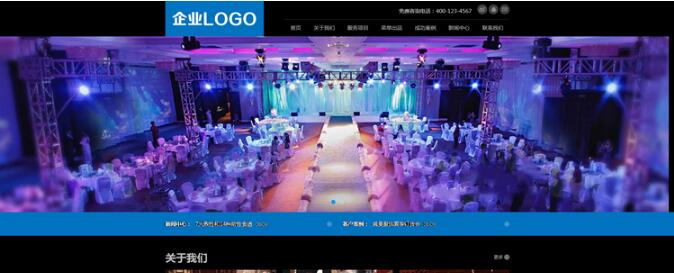 企业LOGO
免费咨询电话：400-123-4567
首页 关于我们 服务项目 菜单出品 成功案例 新闻中心 联系我们
新闻中心：
客户案例：
关于我们
更多